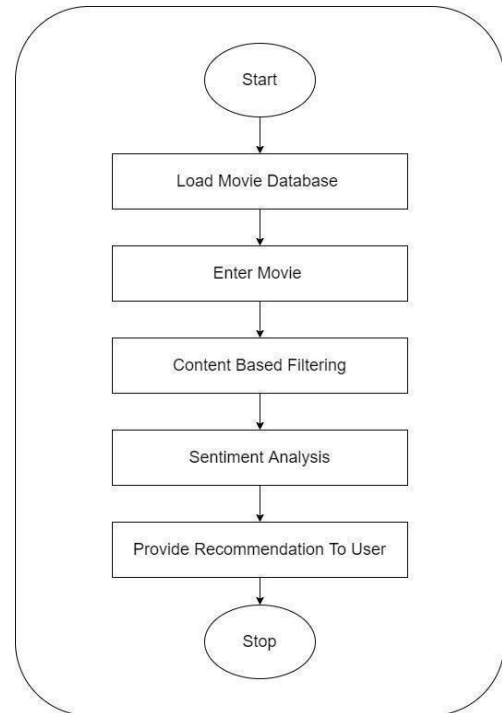 Start
Load Movie Database
Enter Movie
Content Based Filtering
Sentiment Analysis
Provide Recommendation To User
Stop